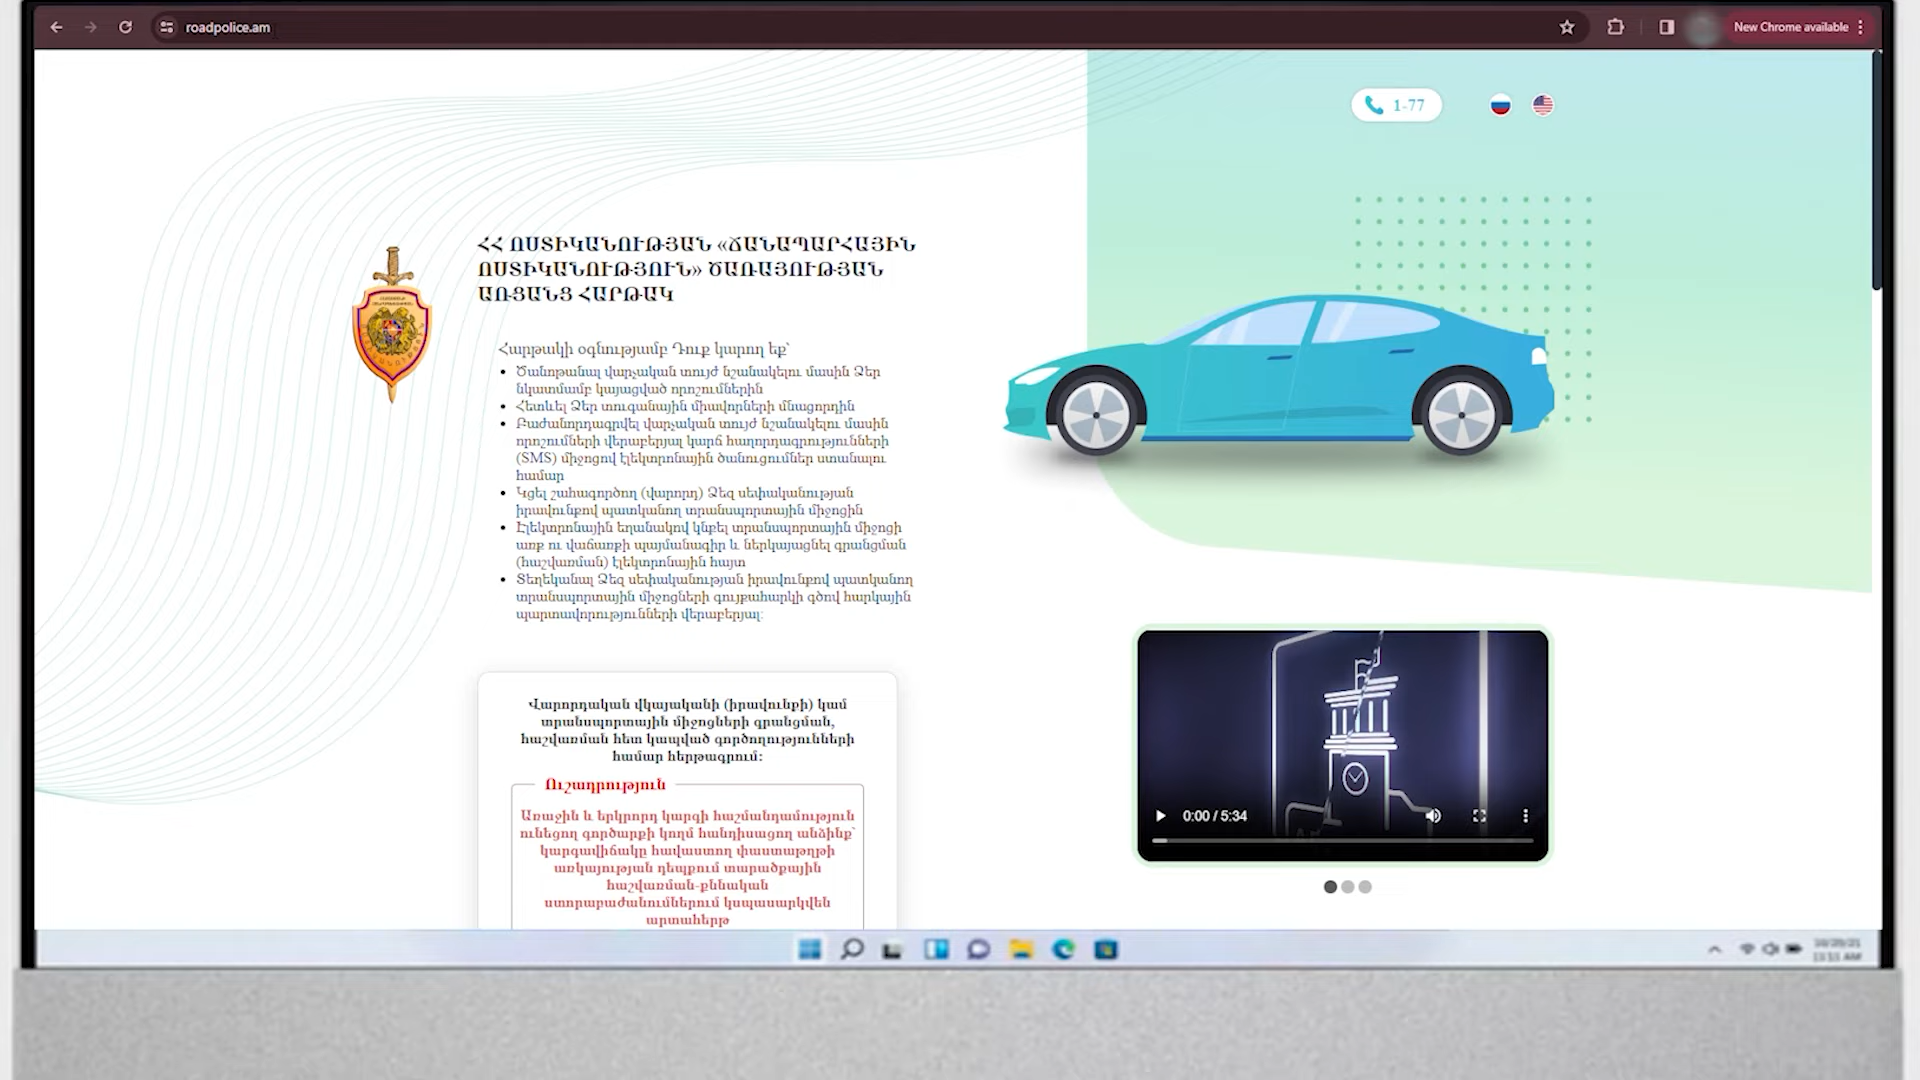 roadpolice.am
New Chrome available
1-77
ՀՀ ՈՍՏԻԿԱՆՈՒԹՅԱՆ «ՃԱՆԱՊԱՐՀԱՅԻՆ
ՈՍՏԻԿԱՆՈՒԹՅՈՒՆ» ԾԱՌԱՅՈՒԹՅԱՆ
ԱՌՑԱՆՑ ՀԱՐԹԱԿ
Հարթակի օգնությամբ Դուք կարող եք՝
• Ծանոթանալ վարչական տույժ նշանակելու մասին Ձեր
նկատմամբ կայացված որոշումներին
• Հետևել Ձեր տուգանային միավորների մնացորդին
• Բաժանորդագրվել վարչական տույժ նշանակելու մասին
որոշումների վերաբերյալ կարճ հաղորդագրությունների
(SMS) միջոցով էլեկտրոնային ծանուցումներ ստանալու
համար
• Կցել շահագործող (վարորդ) Ձեզ սեփականության
իրավունքով պատկանող տրանսպորտային միջոցին
• Էլեկտրոնային եղանակով կնքել տրանսպորտային միջոցի
առք ու վաճառքի պայմանագիր և ներկայացնել գրանցման
(հաշվառման) էլեկտրոնային հայտ
• Տեղեկանալ Ձեզ սեփականության իրավունքով պատկանող
տրանսպորտային միջոցների գույքահարկի գծով հարկային
պարտավորությունների վերաբերյալ:
Վարորդական վկայականի (իրավունքի) կամ
տրանսպորտային միջոցների գրանցման,
հաշվառման հետ կապված գործողությունների
համար հերթագրում:
Ուշադրություն
Առաջին և երկրորդ կարգի հաշմանդամություն
ունեցող գործարքի կողմ հանդիսացող անձինք՝
կարգավիճակը հավաստող փաստաթղթի
առկայության դեպքում տարածքային
հաշվառման-քննական
ստորաբաժանումներում կսպասարկվեն
արտահերթ
0:00 / 5:34